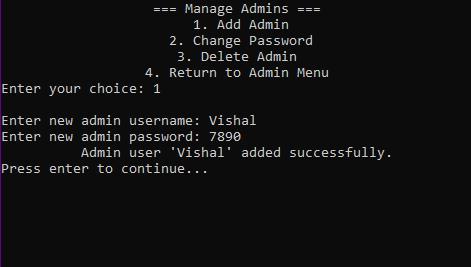 === Manage Admins ===
1. Add Admin
2. Change Password
3. Delete Admin
4. Return to Admin Menu
Enter your choice: 1
Enter new admin username: Vishal
Enter new admin password: 7890
Admin user 'Vishal' added successfully.
Press enter to continue...